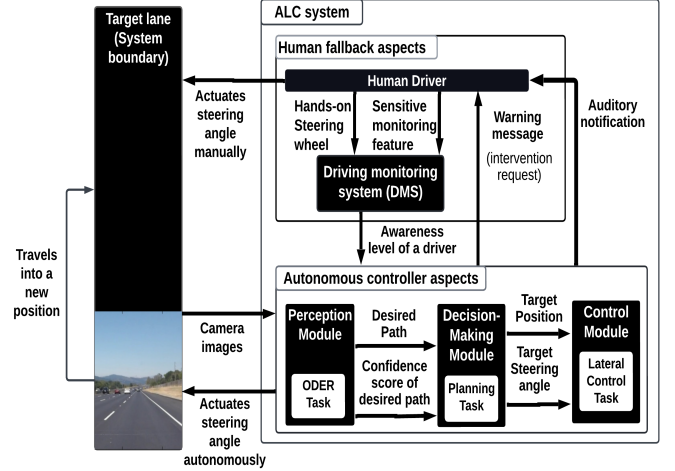 ALC system
Target lane
(System
boundary)
Human fallback aspects
Human Driver
Actuates
steering
angle
manually
Hands-on
Steering
wheel
Sensitive
monitoring
feature
Warning
message
(intervention
request)
Auditory
notification
Driving monitoring
system (DMS)
Awareness
level of a driver
Travels
into a
new
position
Autonomous controller aspects
Camera
images
Perception
Module
ODER
Task
Desired
Path
Confidence
score of
desired path
Decision-
Making
Module
Planning
Task
Target
Position
Target
Steering
angle
Control
Module
Lateral
Control
Task
Actuates
steering
angle
autonomously